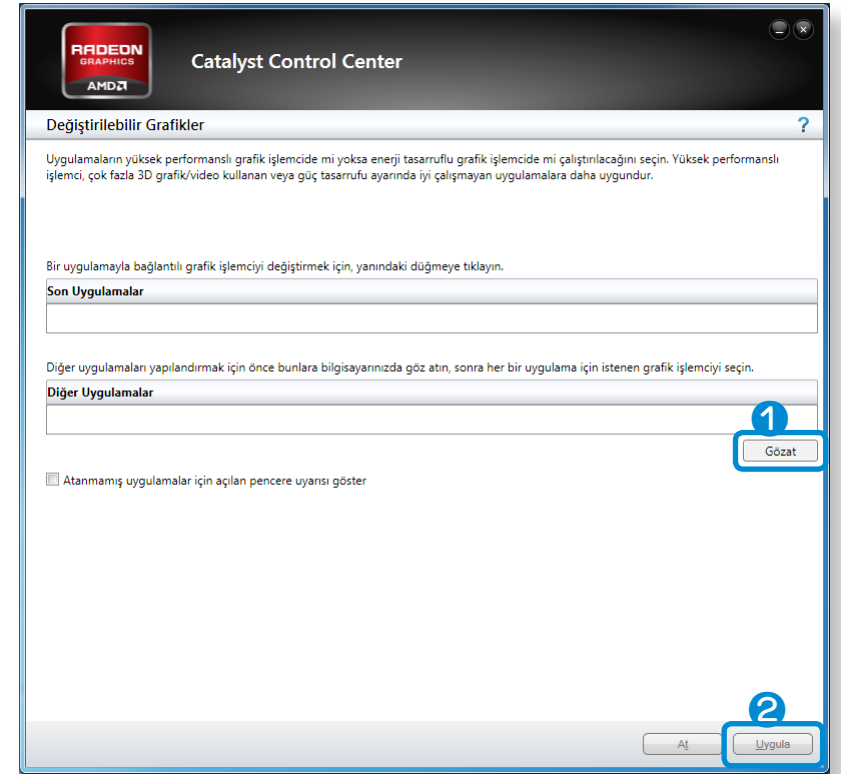 RADEON
GRAPHICS
AMD
Catalyst Control Center
Değiştirilebilir Grafikler
?
Uygulamaların yüksek performanslı grafik işlemcide mi yoksa enerji tasarruflu grafik işlemcide mi çalıştırılacağını seçin. Yüksek performanslı
işlemci, çok fazla 3D grafik/video kullanan veya güç tasarrufu ayarında iyi çalışmayan uygulamalara daha uygundur.
Bir uygulamayla bağlantılı grafik işlemciyi değiştirmek için, yanındaki düğmeye tıklayın.
Son Uygulamalar
Diğer uygulamaları yapılandırmak için önce bunlara bilgisayarınızda göz atın, sonra her bir uygulama için istenen grafik işlemciyi seçin.
Diğer Uygulamalar
1
Gözat
Atanmamış uygulamalar için açılan pencere uyarısı göster
2
At
Uygula